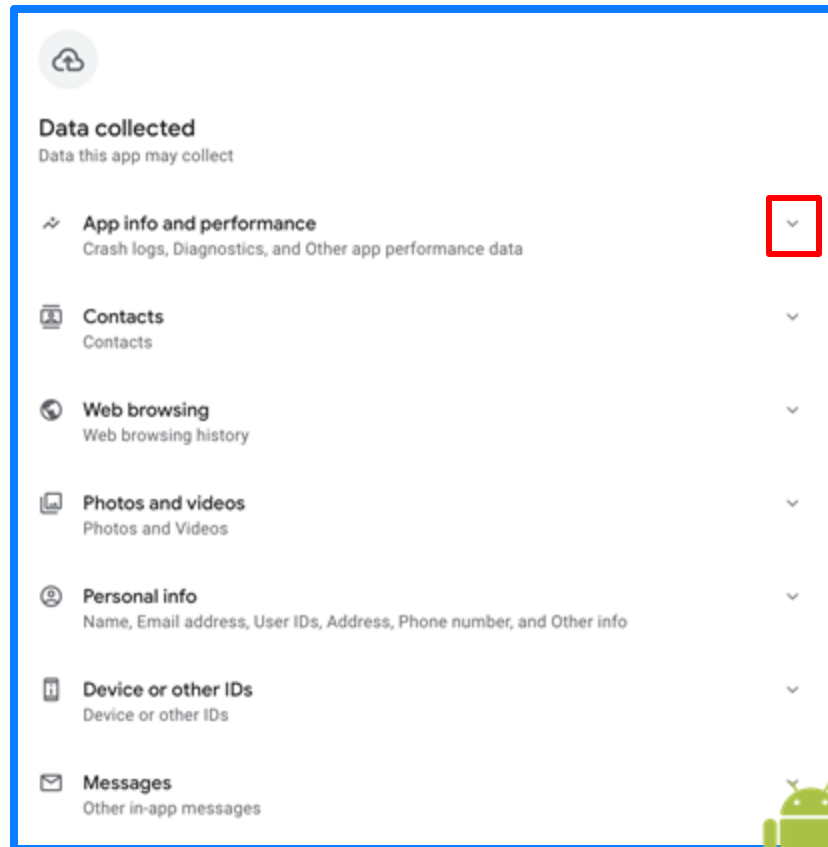 Data collected
Data this app may collect
App info and performance
Crash logs, Diagnostics, and Other app performance data
Contacts
Contacts
Web browsing
Web browsing history
Photos and videos
Photos and Videos
Personal info
Name, Email address, User IDs, Address, Phone number, and Other info
Device or other IDs
Device or other IDs
Messages
Other in-app messages